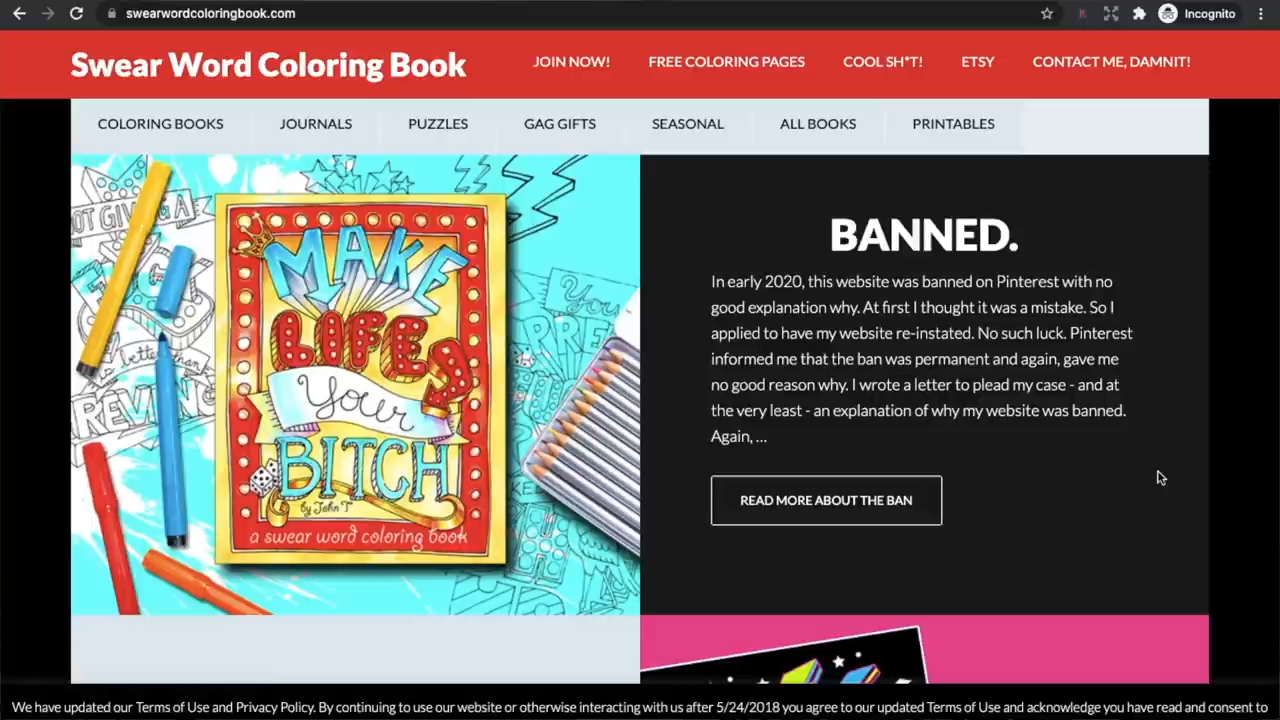 swearwordcoloringbook.com
Incognito
Swear Word Coloring Book
JOIN NOW!
FREE COLORING PAGES
COOL SH*T!
ETSY
CONTACT ME, DAMNIT!
COLORING BOOKS
JOURNALS
PUZZLES
GAG GIFTS
SEASONAL
ALL BOOKS
PRINTABLES
OT GIVING A
better than
REVIN
MAKE
LIFE
Your
BITCH
by John T
a swear word coloring book
You
PRE
BANNED.
In early 2020, this website was banned on Pinterest with no
good explanation why. At first I thought it was a mistake. So I
applied to have my website re-instated. No such luck. Pinterest
informed me that the ban was permanent and again, gave me
no good reason why. I wrote a letter to plead my case - and at
the very least - an explanation of why my website was banned.
Again, ...
READ MORE ABOUT THE BAN
We have updated our Terms of Use and Privacy Policy. By continuing to use our website or otherwise interacting with us after 5/24/2018 you agree to our updated Terms of Use and acknowledge you have read and consent to